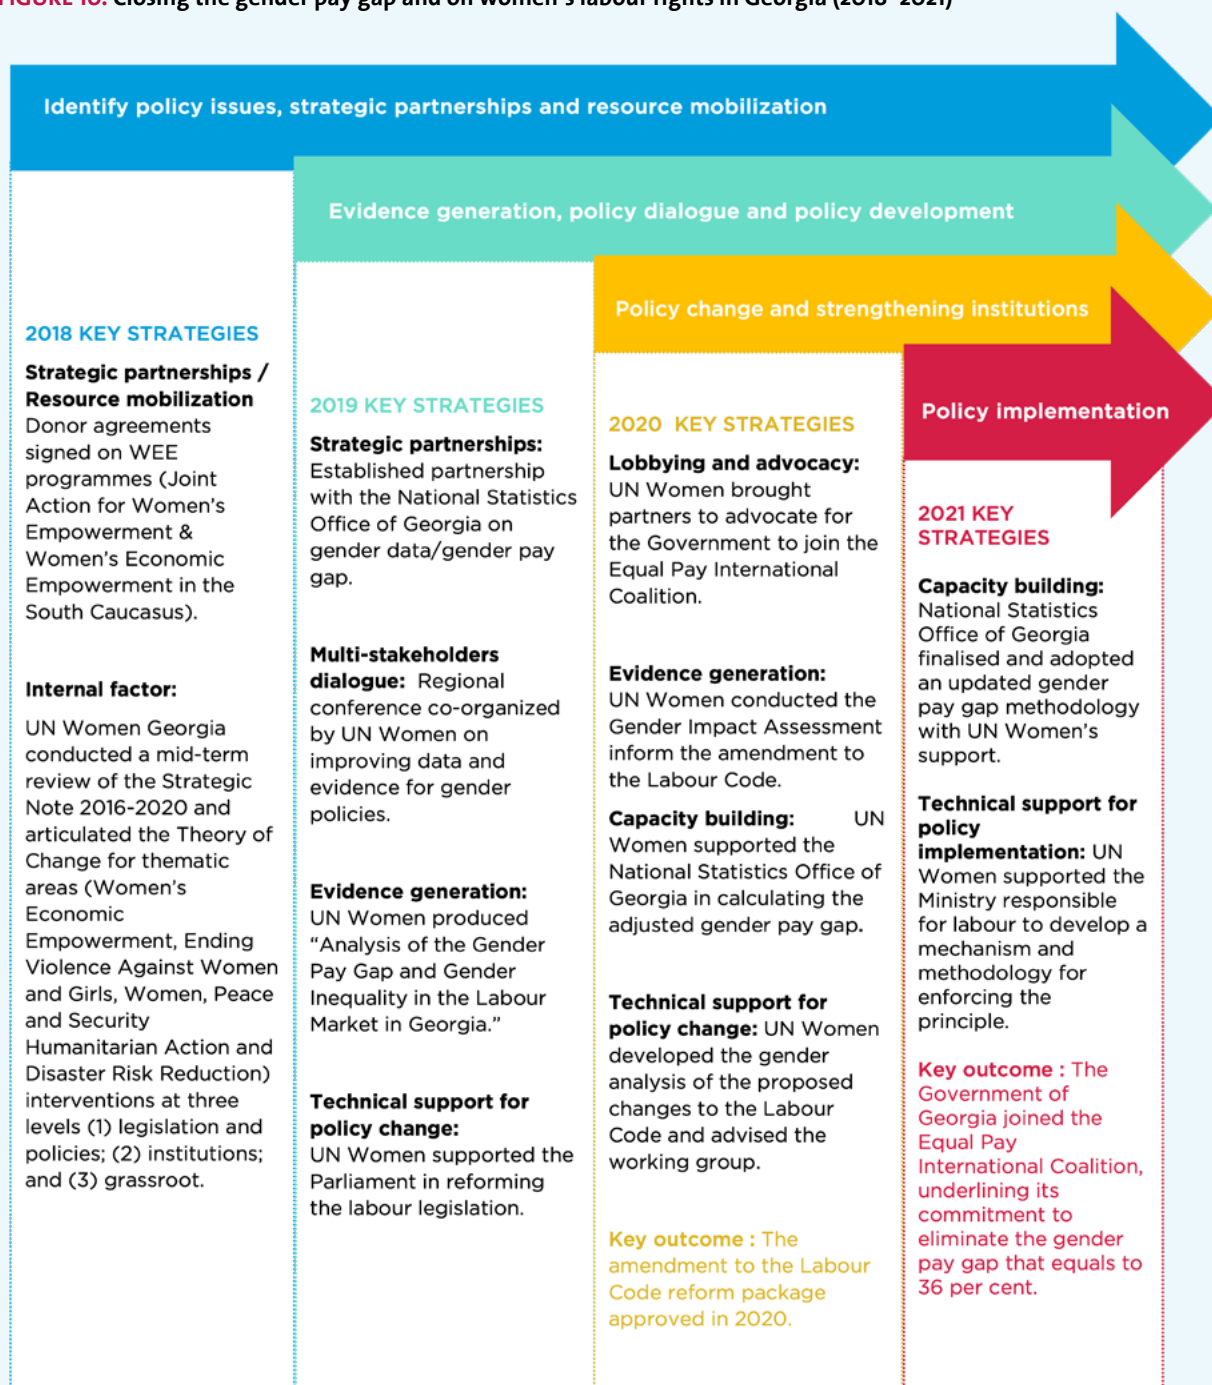 FIGURE 10: Closing the gender pay gap and on women's labour rights in Georgia (2018–2021)
Identify policy issues, strategic partnerships and resource mobilization
Evidence generation, policy dialogue and policy development
Policy change and strengthening institutions
Policy implementation
2018 KEY STRATEGIES
Strategic partnerships /
Resource mobilization
Donor agreements
signed on WEE
programmes (Joint
Action for Women's
Empowerment &
Women's Economic
Empowerment in the
South Caucasus).
Internal factor:
UN Women Georgia
conducted a mid-term
review of the Strategic
Note 2016-2020 and
articulated the Theory of
Change for thematic
areas (Women's
Economic
Empowerment, Ending
Violence Against Women
and Girls, Women, Peace
and Security
Humanitarian Action and
Disaster Risk Reduction)
interventions at three
levels (1) legislation and
policies; (2) institutions;
and (3) grassroot.
2019 KEY STRATEGIES
Strategic partnerships:
Established partnership
with the National Statistics
Office of Georgia on
gender data/gender pay
gap.
Multi-stakeholders
dialogue: Regional
conference co-organized
by UN Women on
improving data and
evidence for gender
policies.
Evidence generation:
UN Women produced
"Analysis of the Gender
Pay Gap and Gender
Inequality in the Labour
Market in Georgia."
Technical support for
policy change:
UN Women supported the
Parliament in reforming
the labour legislation.
2020 KEY STRATEGIES
Lobbying and advocacy:
UN Women brought
partners to advocate for
the Government to join the
Equal Pay International
Coalition.
Evidence generation:
UN Women conducted the
Gender Impact Assessment
inform the amendment to
the Labour Code.
Capacity building: UN
Women supported the
National Statistics Office of
Georgia in calculating the
adjusted gender pay gap.
Technical support for
policy change: UN Women
developed the gender
analysis of the proposed
changes to the Labour
Code and advised the
working group.
Key outcome : The
amendment to the Labour
Code reform package
approved in 2020.
2021 KEY
STRATEGIES
Capacity building:
National Statistics
Office of Georgia
finalised and adopted
an updated gender
pay gap methodology
with UN Women's
support.
Technical support for
policy
implementation: UN
Women supported the
Ministry responsible
for labour to develop a
mechanism and
methodology for
enforcing the
principle.
Key outcome : The
Government of
Georgia joined the
Equal Pay
International Coalition,
underlining its
commitment to
eliminate the gender
pay gap that equals to
36 per cent.